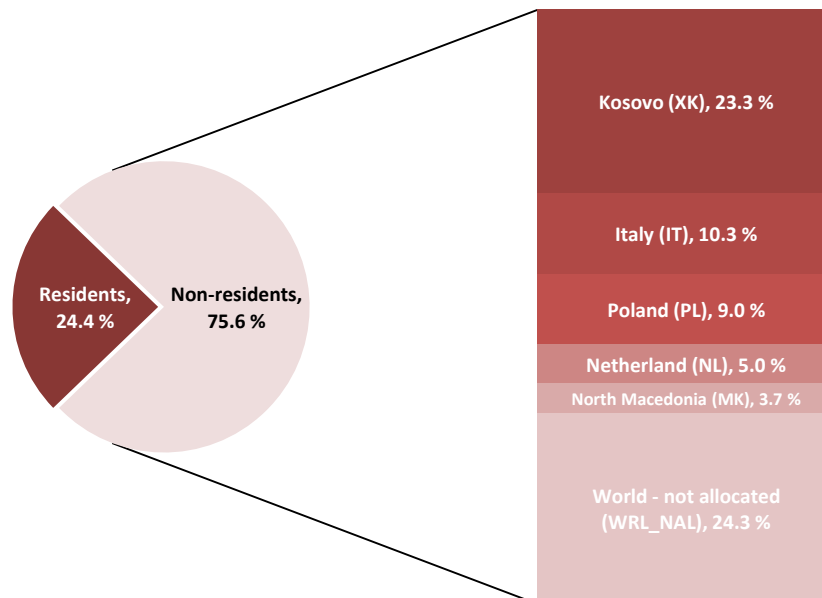 Kosovo (XK), 23.3 %
Italy (IT), 10.3 %
Residents,
24.4 %
Non-residents,
75.6 %
Poland (PL), 9.0 %
Netherland (NL), 5.0 %
North Macedonia (MK), 3.7 %
World - not allocated
(WRL_NAL), 24.3 %